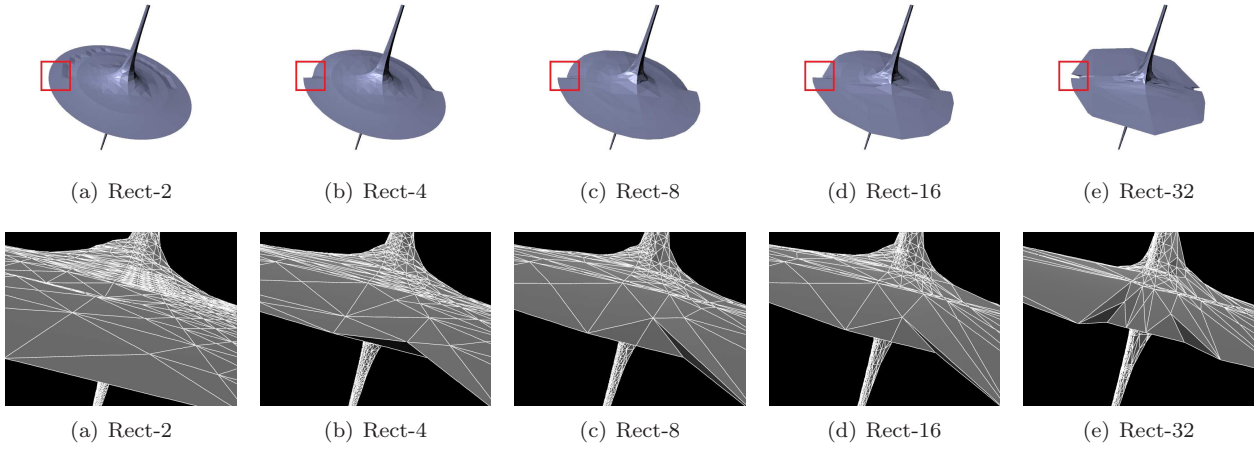 (a) Rect-2
(b) Rect-4
(c) Rect-8
(d) Rect-16
(e) Rect-32
(a) Rect-2
(b) Rect-4
(c) Rect-8
(d) Rect-16
(e) Rect-32